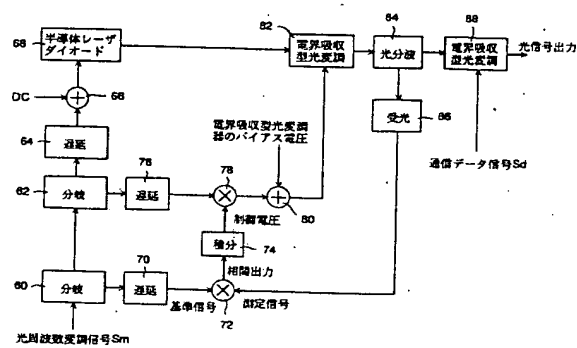 68
半導体レーザ
ダイオード
DC
66
64
遅延
62
分岐
76
遅延
78
60
分岐
70
遅延
光周波数変調信号Sm
82
電界吸収
型光変調
電界吸収型光変調
器のバイアス電圧
80
制御電圧
積分
74
相関出力
基準信号
72
測定信号
84
光分波
86
受光
88
電界吸収
型光変調
光信号出力
通信データ信号Sd